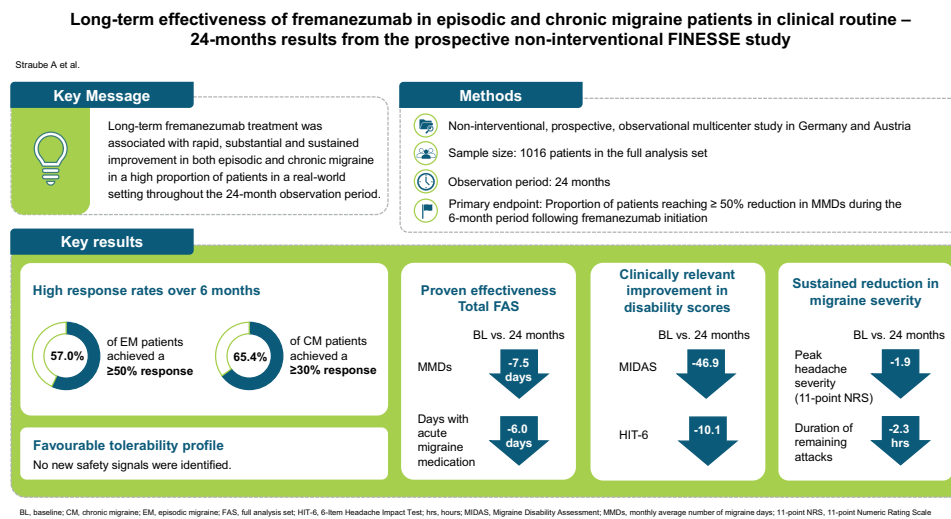 Long-term effectiveness of fremanezumab in episodic and chronic migraine patients in clinical routine –
24-months results from the prospective non-interventional FINESSE study
Straube A et al.
Key Message
Long-term fremanezumab treatment was
associated with rapid, substantial and sustained
improvement in both episodic and chronic migraine
in a high proportion of patients in a real-world
setting throughout the 24-month observation period.
Methods
Non-interventional, prospective, observational multicenter study in Germany and Austria
Sample size: 1016 patients in the full analysis set
Observation period: 24 months
Primary endpoint: Proportion of patients reaching ≥ 50% reduction in MMDs during the
6-month period following fremanezumab initiation
Key results
High response rates over 6 months
57.0%
of EM patients
achieved a
≥50% response
65.4%
of CM patients
achieved a
≥30% response
Favourable tolerability profile
No new safety signals were identified.
Proven effectiveness
Total FAS
BL vs. 24 months
MMDs
-7.5
days
Days with
acute
migraine
medication
-6.0
days
Clinically relevant
improvement in
disability scores
BL vs. 24 months
MIDAS
-46.9
HIT-6
-10.1
Sustained reduction in
migraine severity
BL vs. 24 months
Peak
headache
severity
(11-point NRS)
-1.9
Duration of
remaining
attacks
-2.3
hrs
BL, baseline; CM, chronic migraine; EM, episodic migraine; FAS, full analysis set; HIT-6, 6-Item Headache Impact Test; hrs, hours; MIDAS, Migraine Disability Assessment; MMDs, monthly average number of migraine days; 11-point NRS, 11-point Numeric Rating Scale